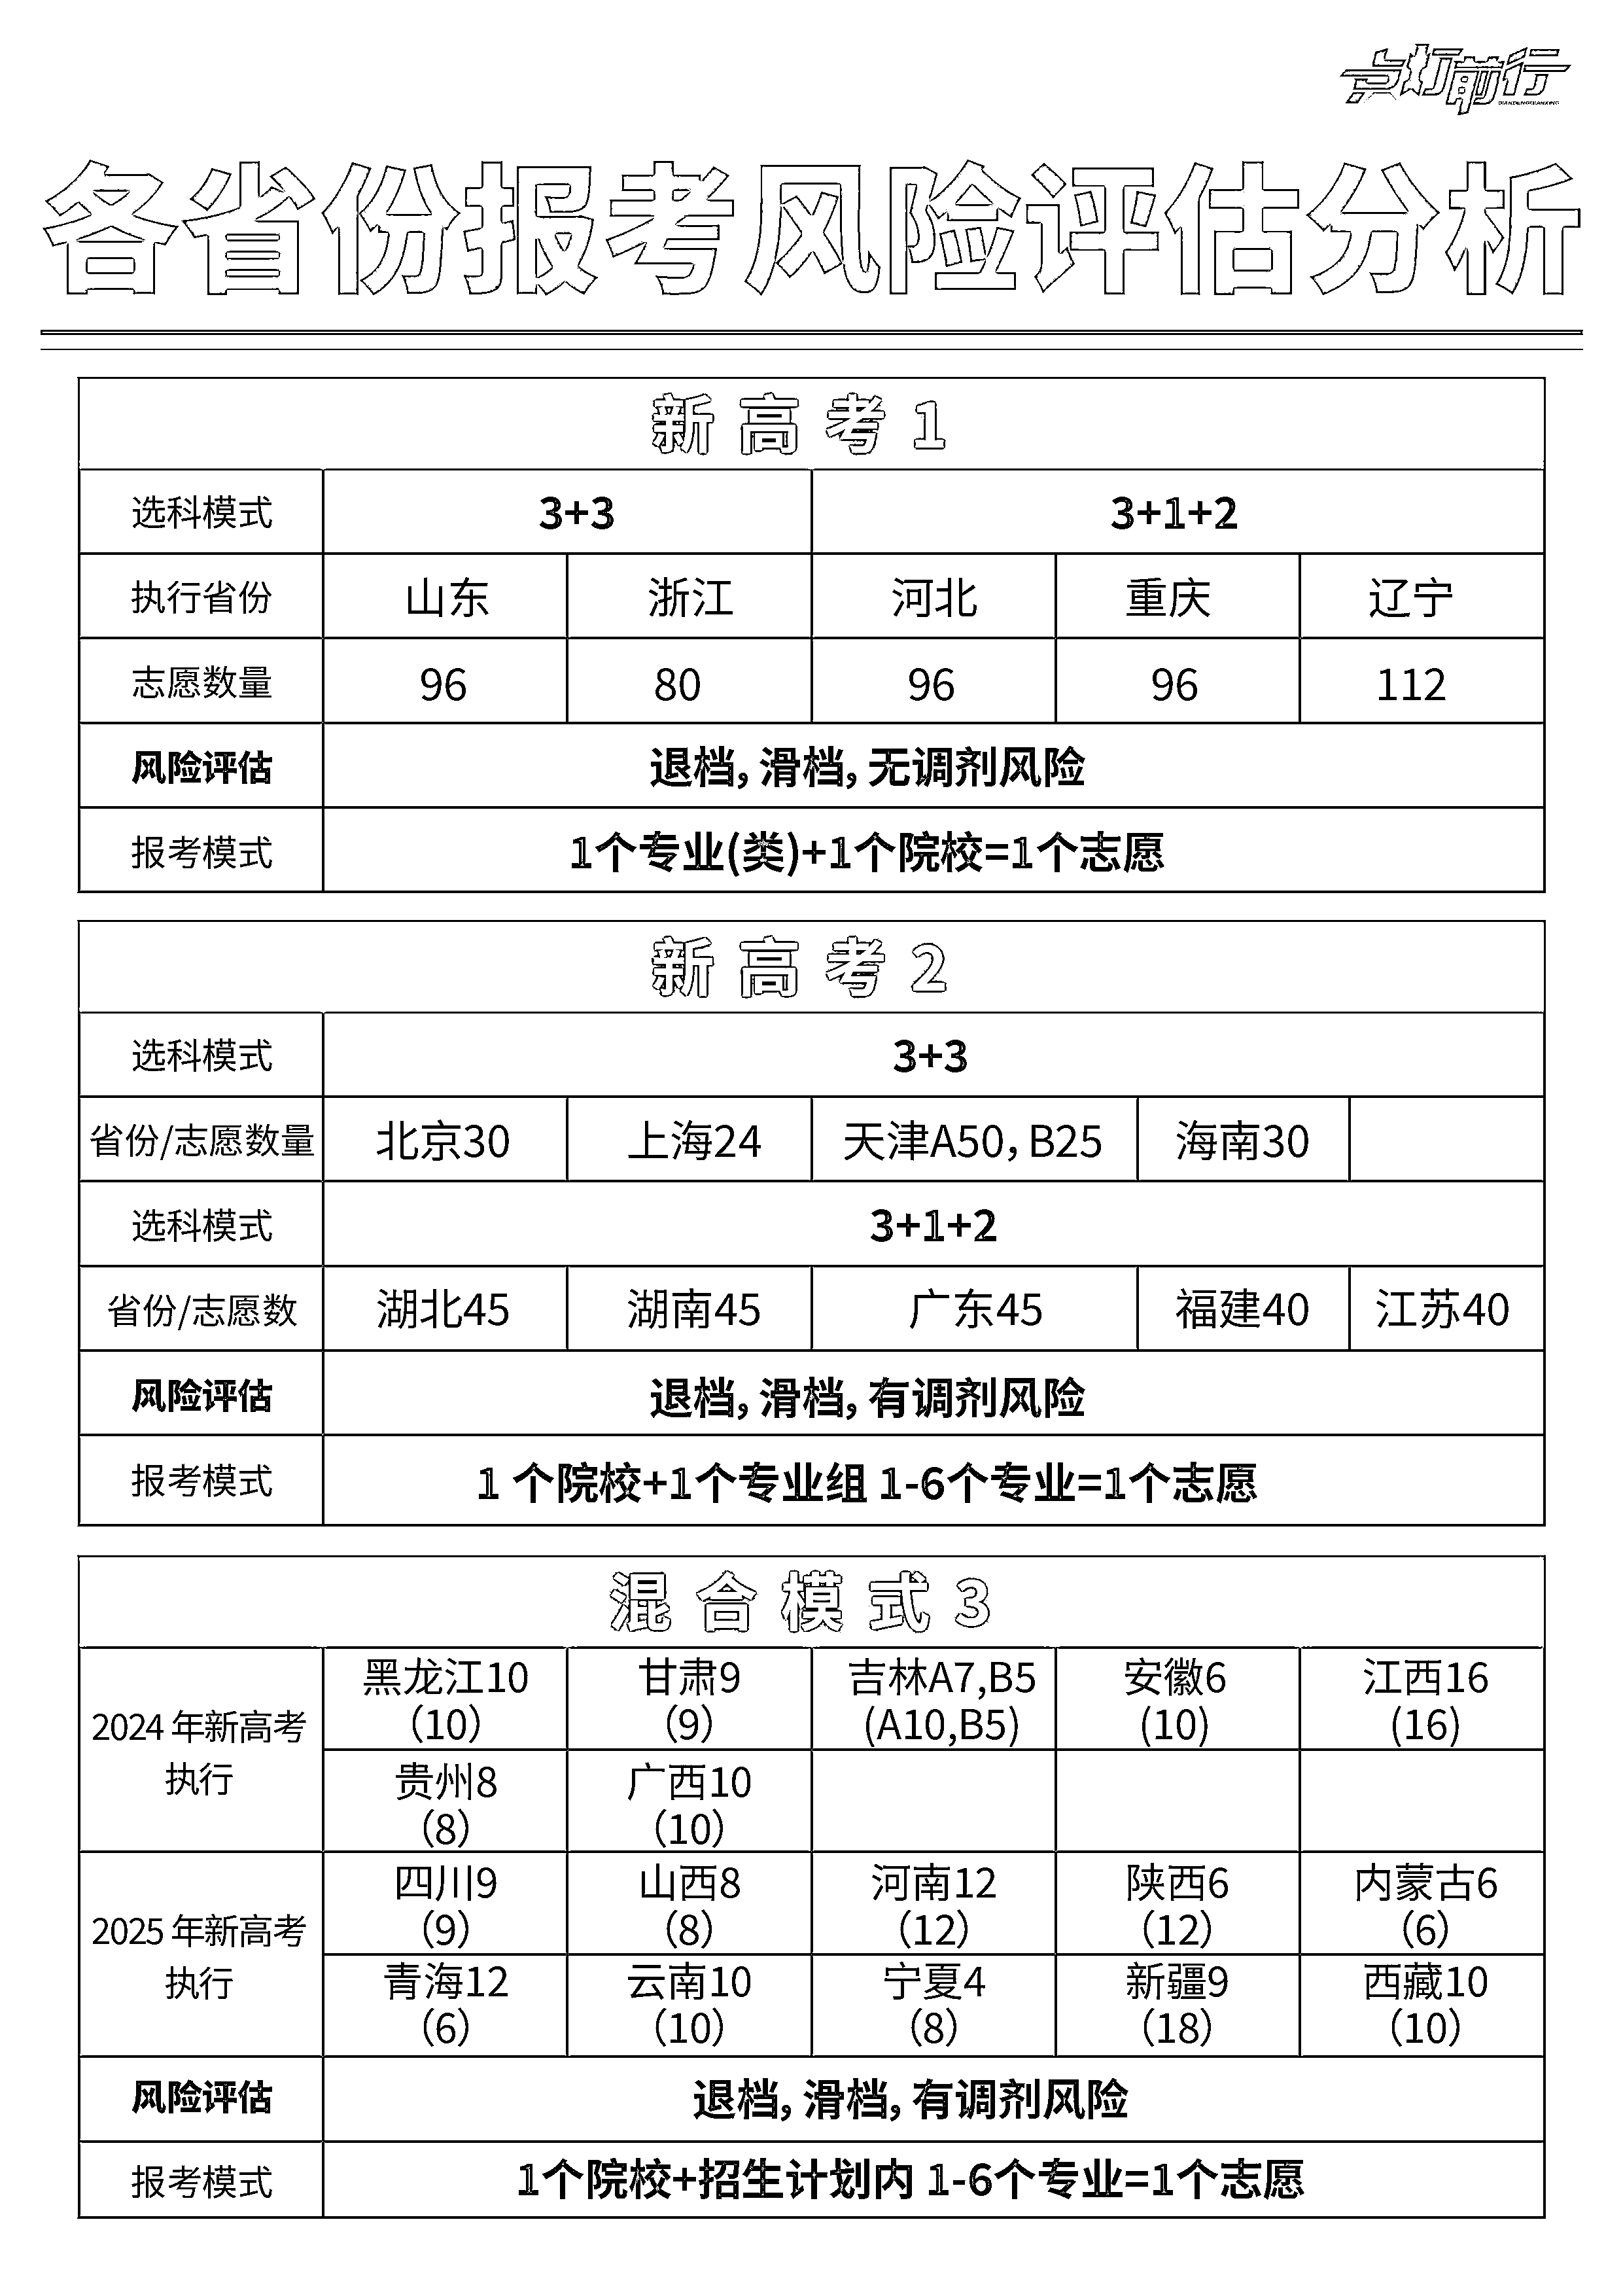 点灯前行
DIANDENGQIANXING
各省份报考风险评估分析
新高考1
选科模式 3+3 3+1+2
执行省份 山东 浙江 河北 重庆 辽宁
志愿数量 96 80 96 96 112
风险评估 退档，滑档，无调剂风险
报考模式 1个专业(类)+1个院校=1个志愿
新高考2
选科模式 3+3
省份/志愿数量 北京30 上海24 天津A50，B25 海南30
选科模式 3+1+2
省份/志愿数 湖北45 湖南45 广东45 福建40 江苏40
风险评估 退档，滑档，有调剂风险
报考模式 1 个院校+1个专业组 1-6个专业=1个志愿
混合模式3
2024 年新高考
执行
黑龙江10 甘肃9 吉林A7,B5 安徽6 江西16
（10） （9） (A10,B5) (10) (16)
贵州8 广西10
（8） （10）
2025 年新高考
执行
四川9 山西8 河南12 陕西6 内蒙古6
（9） （8） （12） （12） （6）
青海12 云南10 宁夏4 新疆9 西藏10
（6） （10） （8） （18） （10）
风险评估 退档，滑档，有调剂风险
报考模式 1个院校+招生计划内 1-6个专业=1个志愿